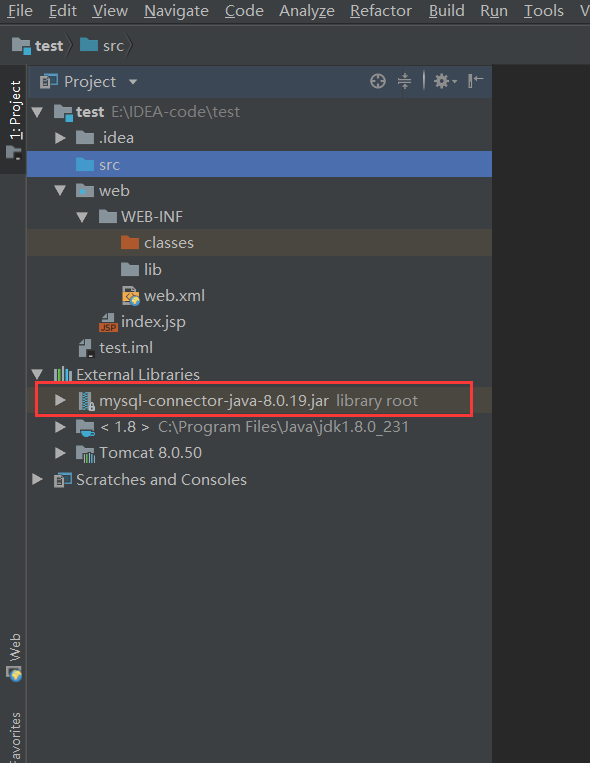 File Edit View Navigate Code Analyze Refactor Build Run Tools V
test src
1: Project
Project
test E:\IDEA-code\test
.idea
src
web
WEB-INF
classes
lib
web.xml
index.jsp
test.iml
External Libraries
mysql-connector-java-8.0.19.jar library root
< 1.8 > C:\Program Files\Java\jdk1.8.0_231
Tomcat 8.0.50
Scratches and Consoles
Web
Favorites